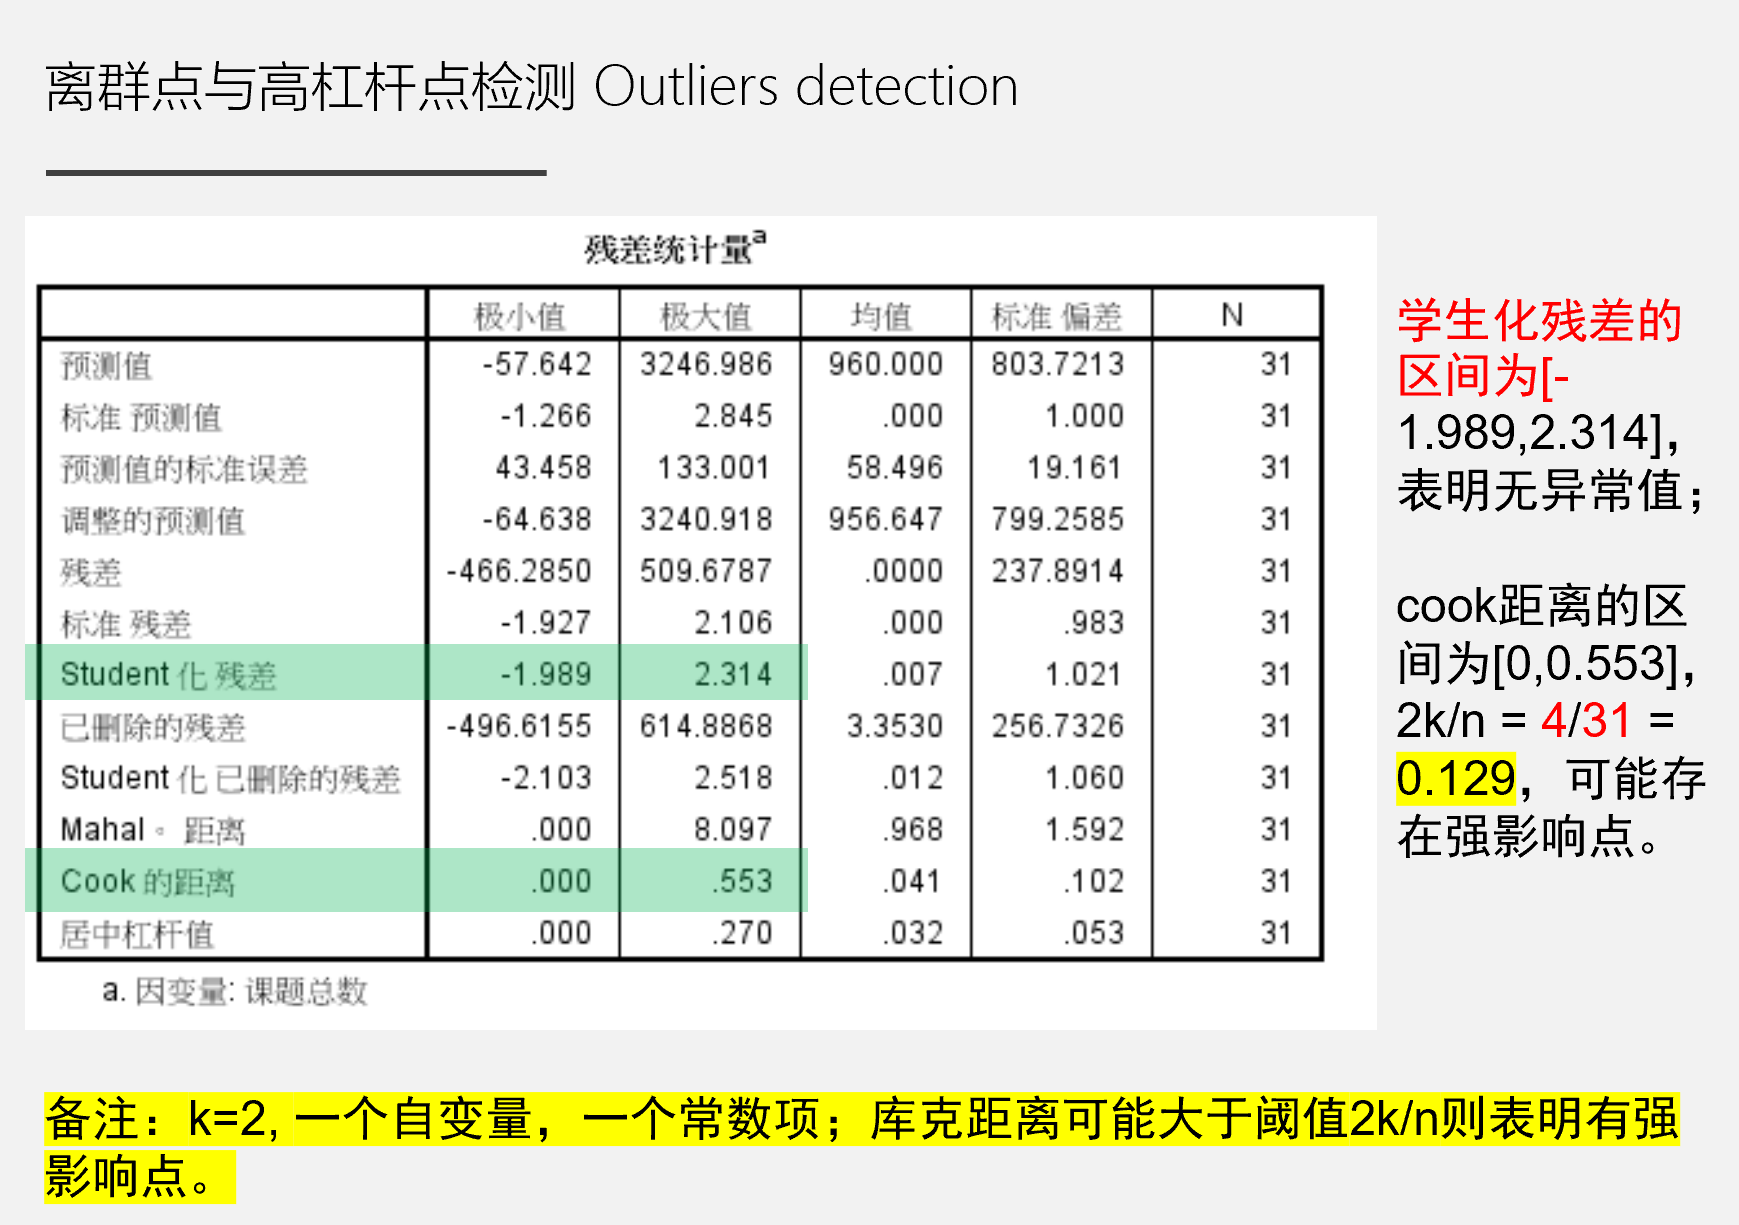 离群点与高杠杆点检测 Outliers detection
残差统计量a
极小值 极大值 均值 标准 偏差 N
预测值 -57.642 3246.986 960.000 803.7213 31
标准 预测值 -1.266 2.845 .000 1.000 31
预测值的标准误差 43.458 133.001 58.496 19.161 31
调整的预测值 -64.638 3240.918 956.647 799.2585 31
残差 -466.2850 509.6787 .0000 237.8914 31
标准 残差 -1.927 2.106 .000 .983 31
Student 化 残差 -1.989 2.314 .007 1.021 31
已删除的残差 -496.6155 614.8868 3.3530 256.7326 31
Student 化 已删除的残差 -2.103 2.518 .012 1.060 31
Mahal。 距离 .000 8.097 .968 1.592 31
Cook 的距离 .000 .553 .041 .102 31
居中杠杆值 .000 .270 .032 .053 31
a. 因变量: 课题总数
学生化残差的
区间为[-
1.989,2.314]，
表明无异常值；
cook距离的区
间为[0,0.553]，
2k/n = 4/31 =
0.129，可能存
在强影响点。
备注：k=2, 一个自变量，一个常数项；库克距离可能大于阈值2k/n则表明有强
影响点。